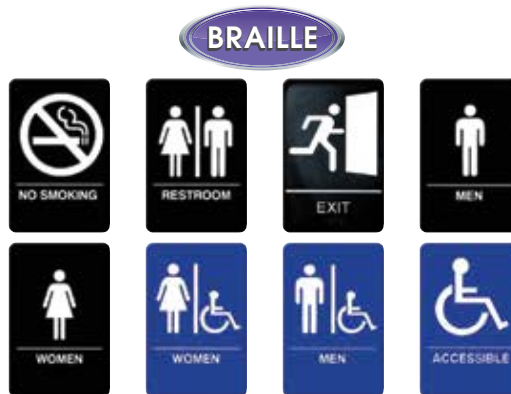 BRAILLE
NO SMOKING
RESTROOM
EXIT
MEN
WOMEN
WOMEN
MEN
ACCESSIBLE